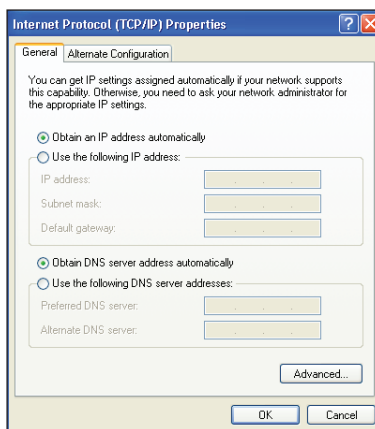 Internet Protocol (TCP/IP) Properties
General
Alternate Configuration
You can get IP settings assigned automatically if your network supports
this capability. Otherwise, you need to ask your network administrator for
the appropriate IP settings.
Obtain an IP address automatically
Use the following IP address:
IP address:
Subnet mask:
Default gateway:
Obtain DNS server address automatically
Use the following DNS server addresses:
Preferred DNS server:
Alternate DNS server:
Advanced...
OK
Cancel